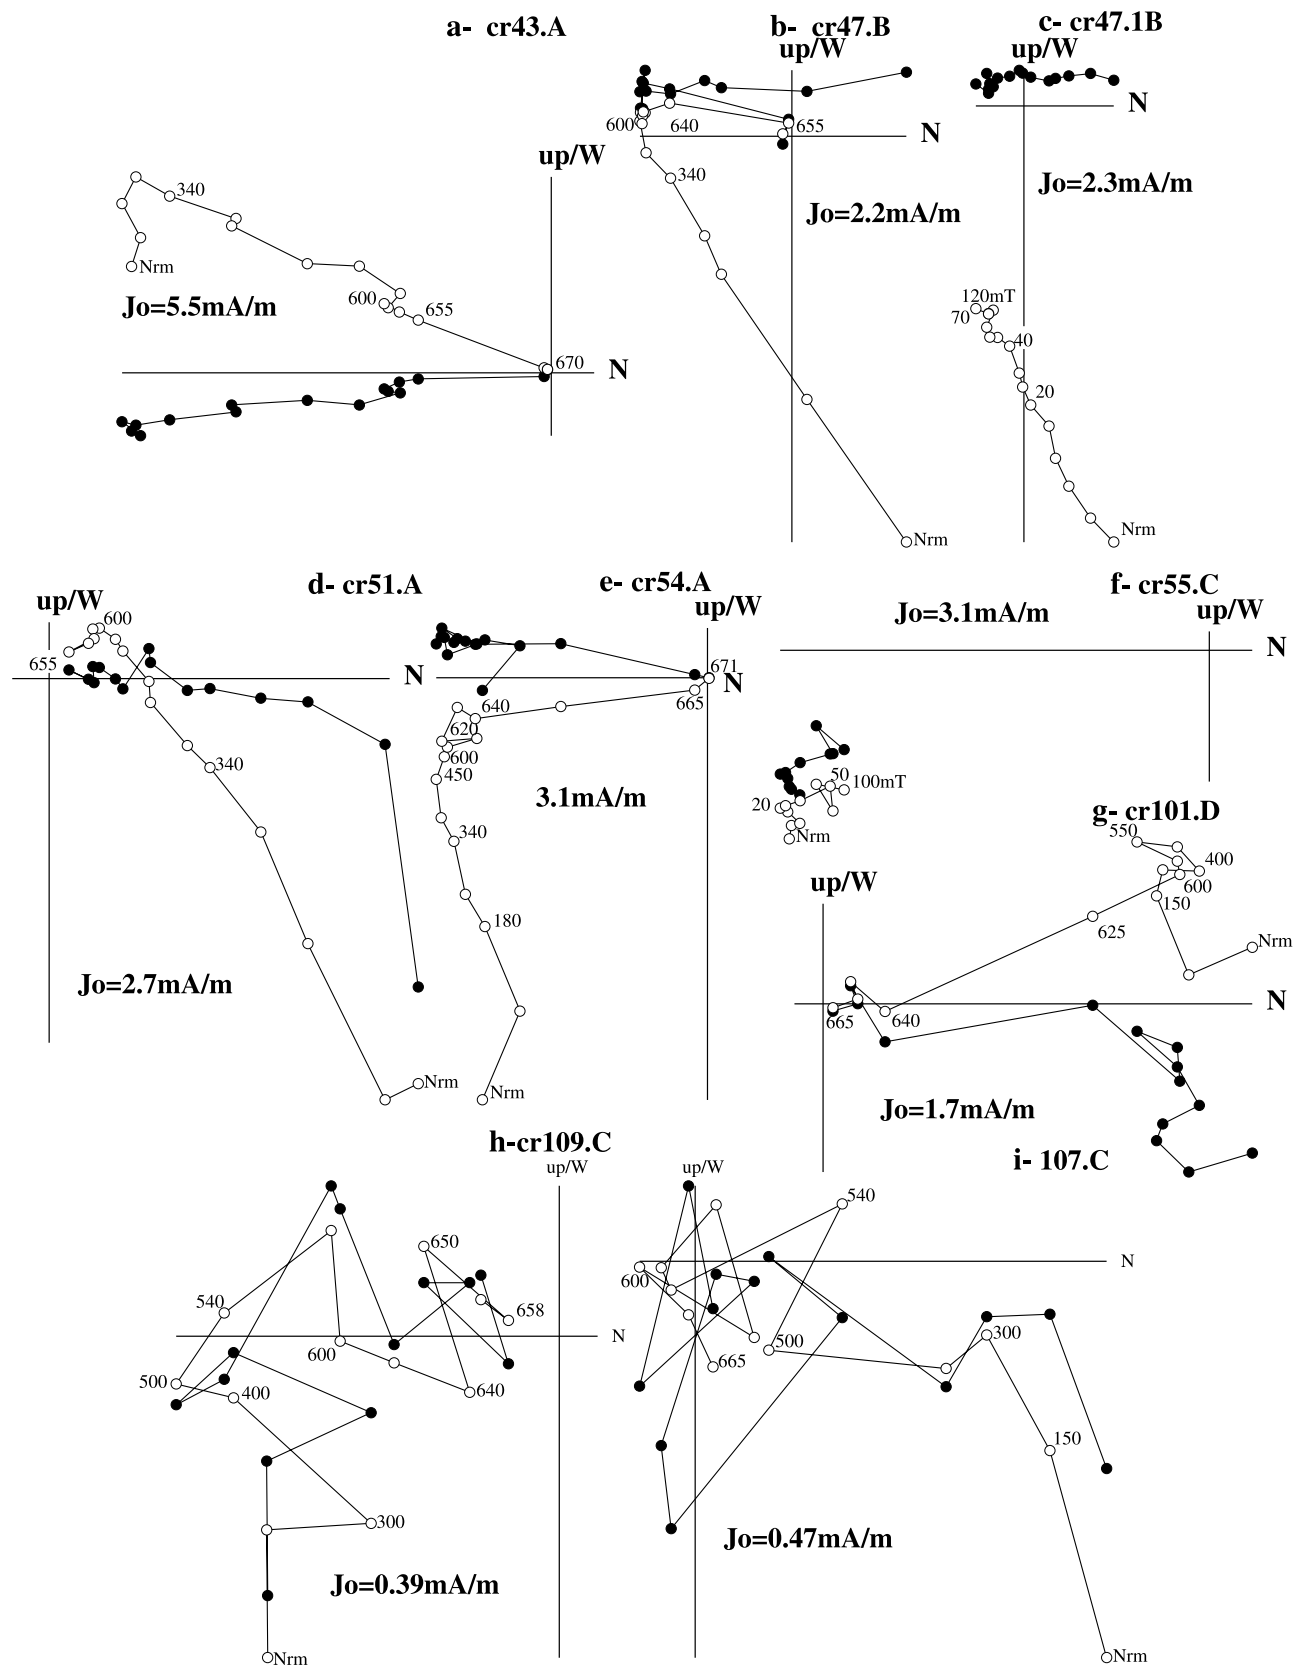 a- cr43.A
up/W
340
Nrm
Jo=5.5mA/m
600
655
670
N
b- cr47.B
up/W
600
640
655
N
340
Jo=2.2mA/m
Nrm
c- cr47.1B
up/W
N
Jo=2.3mA/m
120mT
70
40
20
Nrm
d- cr51.A
up/W
600
655
N
340
Jo=2.7mA/m
Nrm
e- cr54.A
up/W
671
N
665
640
620
600
450
3.1mA/m
340
180
Nrm
f- cr55.C
Jo=3.1mA/m
up/W
N
50
100mT
20
Nrm
g- cr101.D
up/W
550
400
600
150
625
Nrm
N
665
640
Jo=1.7mA/m
h-cr109.C
up/W
650
540
658
N
600
500
400
640
300
Jo=0.39mA/m
Nrm
i- 107.C
up/W
540
N
600
500
300
665
150
Jo=0.47mA/m
Nrm